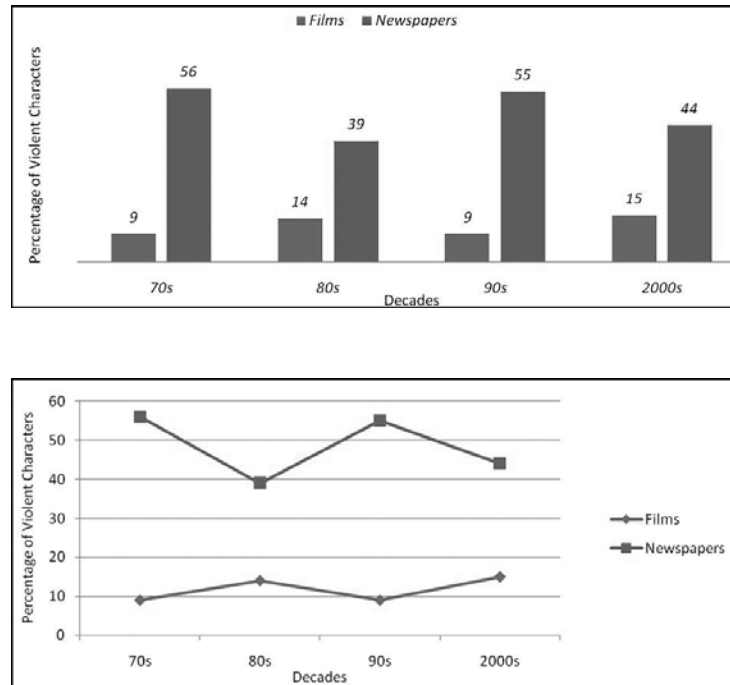 Films Newspapers
Percentage of Violent Characters
56
39
55
44
9
14
9
15
70s 80s 90s 2000s
Decades
Percentage of Violent Characters
60
50
40
30
20
10
0
Films
Newspapers
70s 80s 90s 2000s
Decades